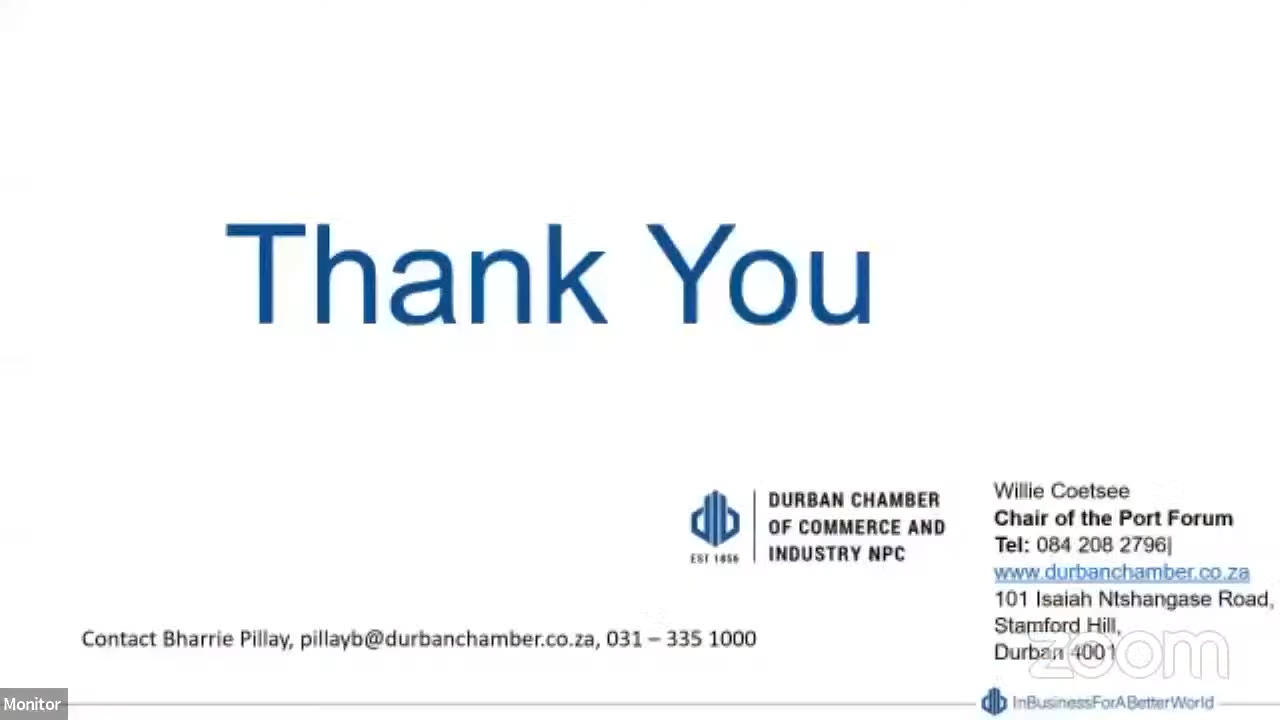 Thank You
DURBAN CHAMBER
OF COMMERCE AND
INDUSTRY NPC
EST 1856
Willie Coetsee
Chair of the Port Forum
Tel: 084 208 2796|
www.durbanchamber.co.za
101 Isaiah Ntshangase Road,
Stamford Hill,
Durban 4001
Contact Bharrie Pillay, pillayb@durbanchamber.co.za, 031 – 335 1000
zoom
Monitor
InBusinessForABetterWorld